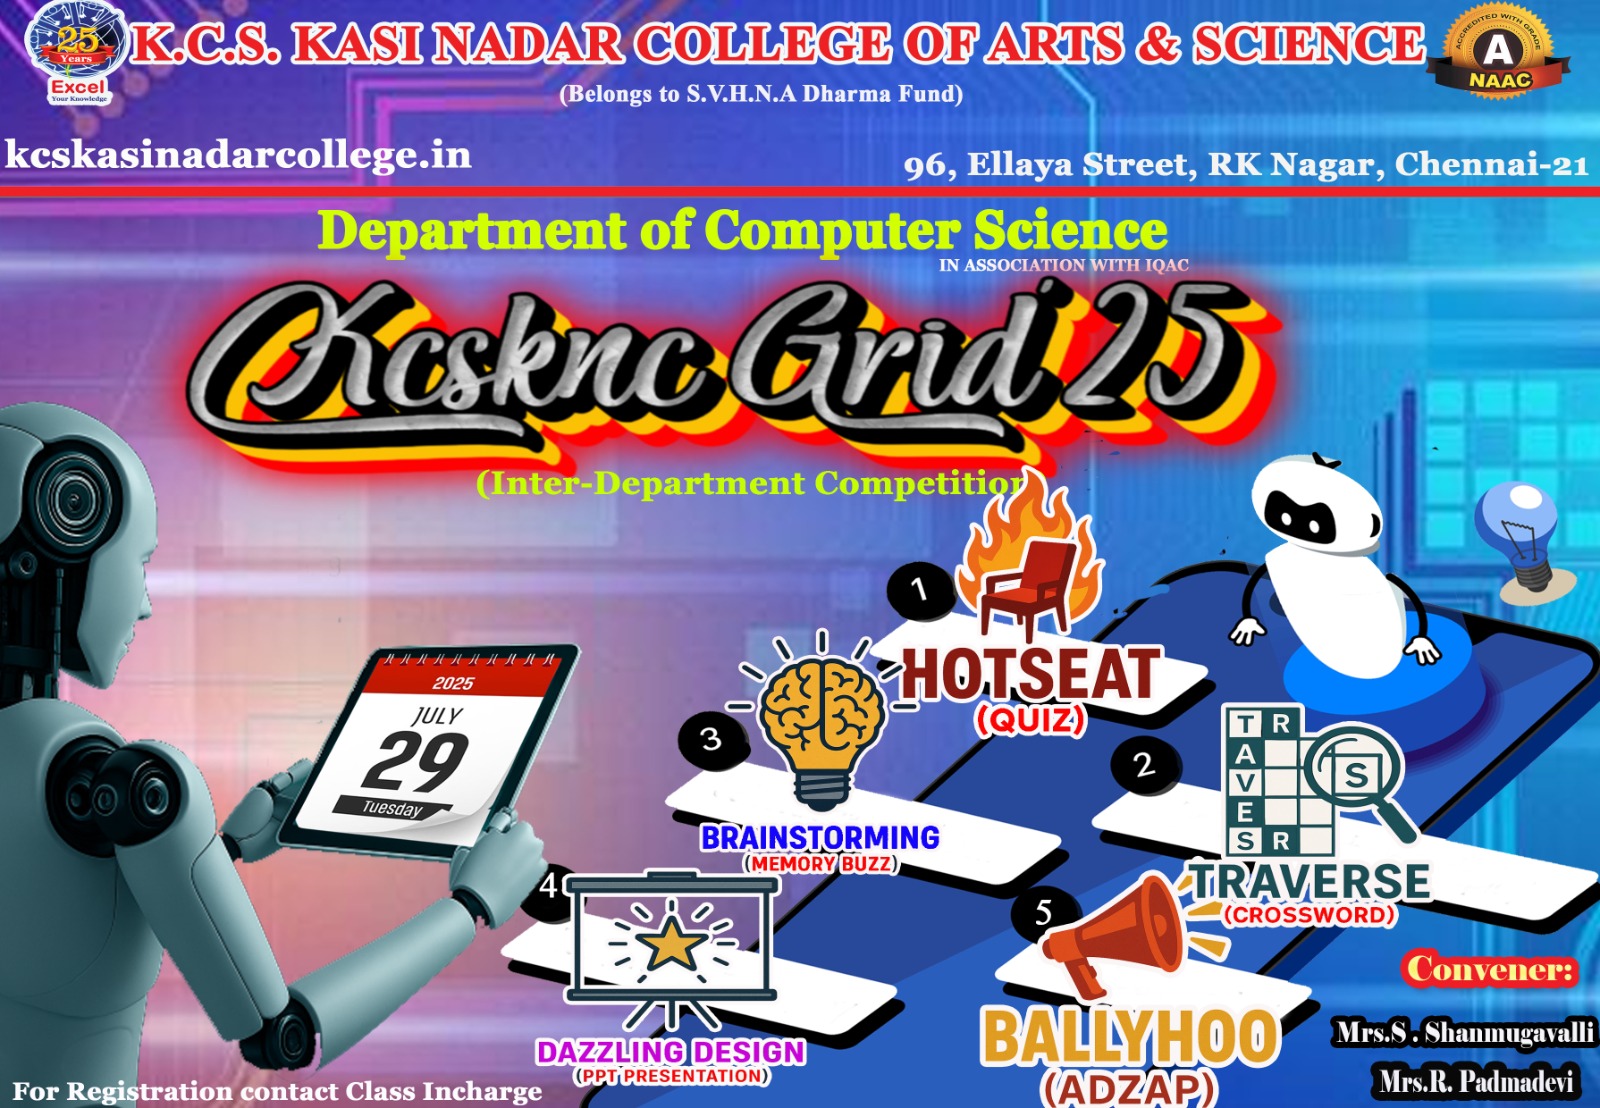 25
Years
Excel
Your Knowledge
K.C.S. KASI NADAR COLLEGE OF ARTS & SCIENCE
ACCREDITED WITH GRADE
A
NAAC
(Belongs to S.V.H.N.A Dharma Fund)
kcskasinadarcollege.in
96, Ellaya Street, RK Nagar, Chennai-21
Department of Computer Science
IN ASSOCIATION WITH IQAC
Kcsknc Grid'25
(Inter-Department Competition
1
HOTSEAT
(QUIZ)
2025
JULY
29
Tuesday
3
BRAINSTORMING
(MEMORY BUZZ)
2
T R
A
V
E
S R
S
TRAVERSE
(CROSSWORD)
4
DAZZLING DESIGN
(PPT PRESENTATION)
5
BALLYHOO
(ADZAP)
Convener:
Mrs.S . Shanmugavalli
Mrs.R. Padmadevi
For Registration contact Class Incharge